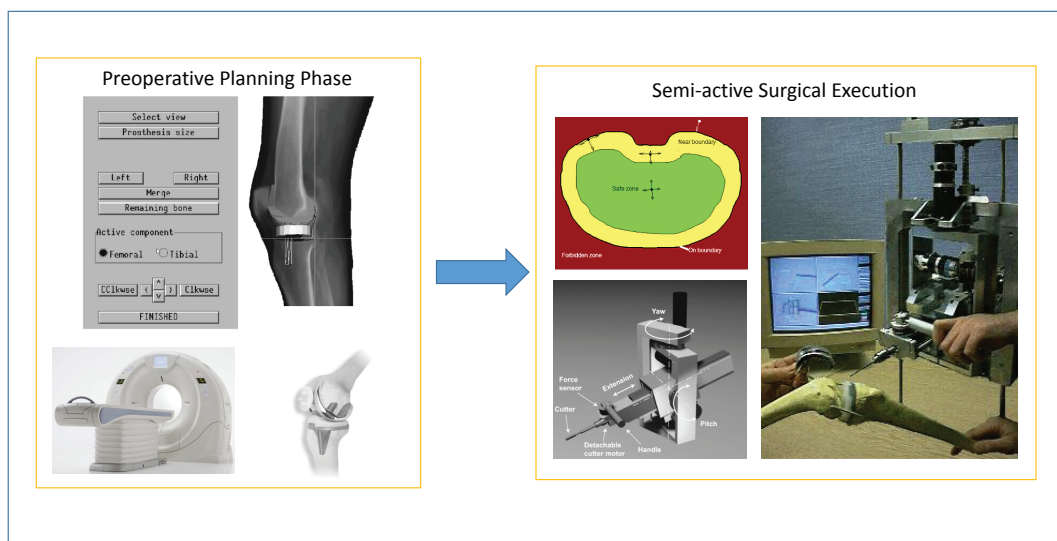 Preoperative Planning Phase
Select view
Prosthesis size
Left Right
Merge
Remaining bone
Active component
Femoral Tibial
CClkwse < ^ v > Clkwse
FINISHED
Semi-active Surgical Execution
Near boundary
Safe zone
On boundary
Forbidden zone
Yaw
Force
sensor
Extension
Cutter
Pitch
Detachable
cutter motor
Handle